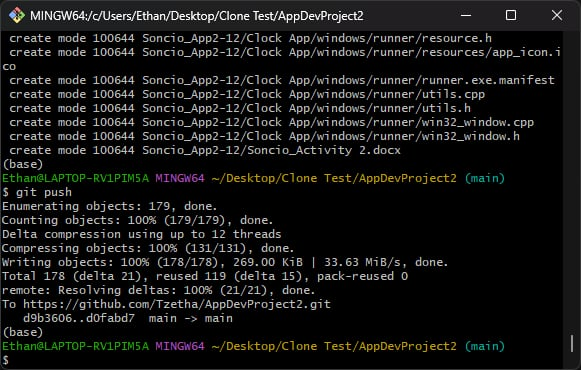 MINGW64:/c/Users/Ethan/Desktop/Clone Test/AppDevProject2
create mode 100644 Soncio_App2-12/Clock App/windows/runner/resource.h
create mode 100644 Soncio_App2-12/Clock App/windows/runner/resources/app_icon.i
co
create mode 100644 Soncio_App2-12/Clock App/windows/runner/runner.exe.manifest
create mode 100644 Soncio_App2-12/Clock App/windows/runner/utils.cpp
create mode 100644 Soncio_App2-12/Clock App/windows/runner/utils.h
create mode 100644 Soncio_App2-12/Clock App/windows/runner/win32_window.cpp
create mode 100644 Soncio_App2-12/Clock App/windows/runner/win32_window.h
create mode 100644 Soncio_App2-12/Soncio_Activity 2.docx
(base)
Ethan@LAPTOP-RV1PIM5A MINGW64 ~/Desktop/Clone Test/AppDevProject2 (main)
$ git push
Enumerating objects: 179, done.
Counting objects: 100% (179/179), done.
Delta compression using up to 12 threads
Compressing objects: 100% (131/131), done.
Writing objects: 100% (178/178), 269.00 KiB | 33.63 MiB/s, done.
Total 178 (delta 21), reused 119 (delta 15), pack-reused 0
remote: Resolving deltas: 100% (21/21), done.
To https://github.com/Tzetha/AppDevProject2.git
d9b3606..d0fabd7 main -> main
(base)
Ethan@LAPTOP-RV1PIM5A MINGW64 ~/Desktop/Clone Test/AppDevProject2 (main)
$